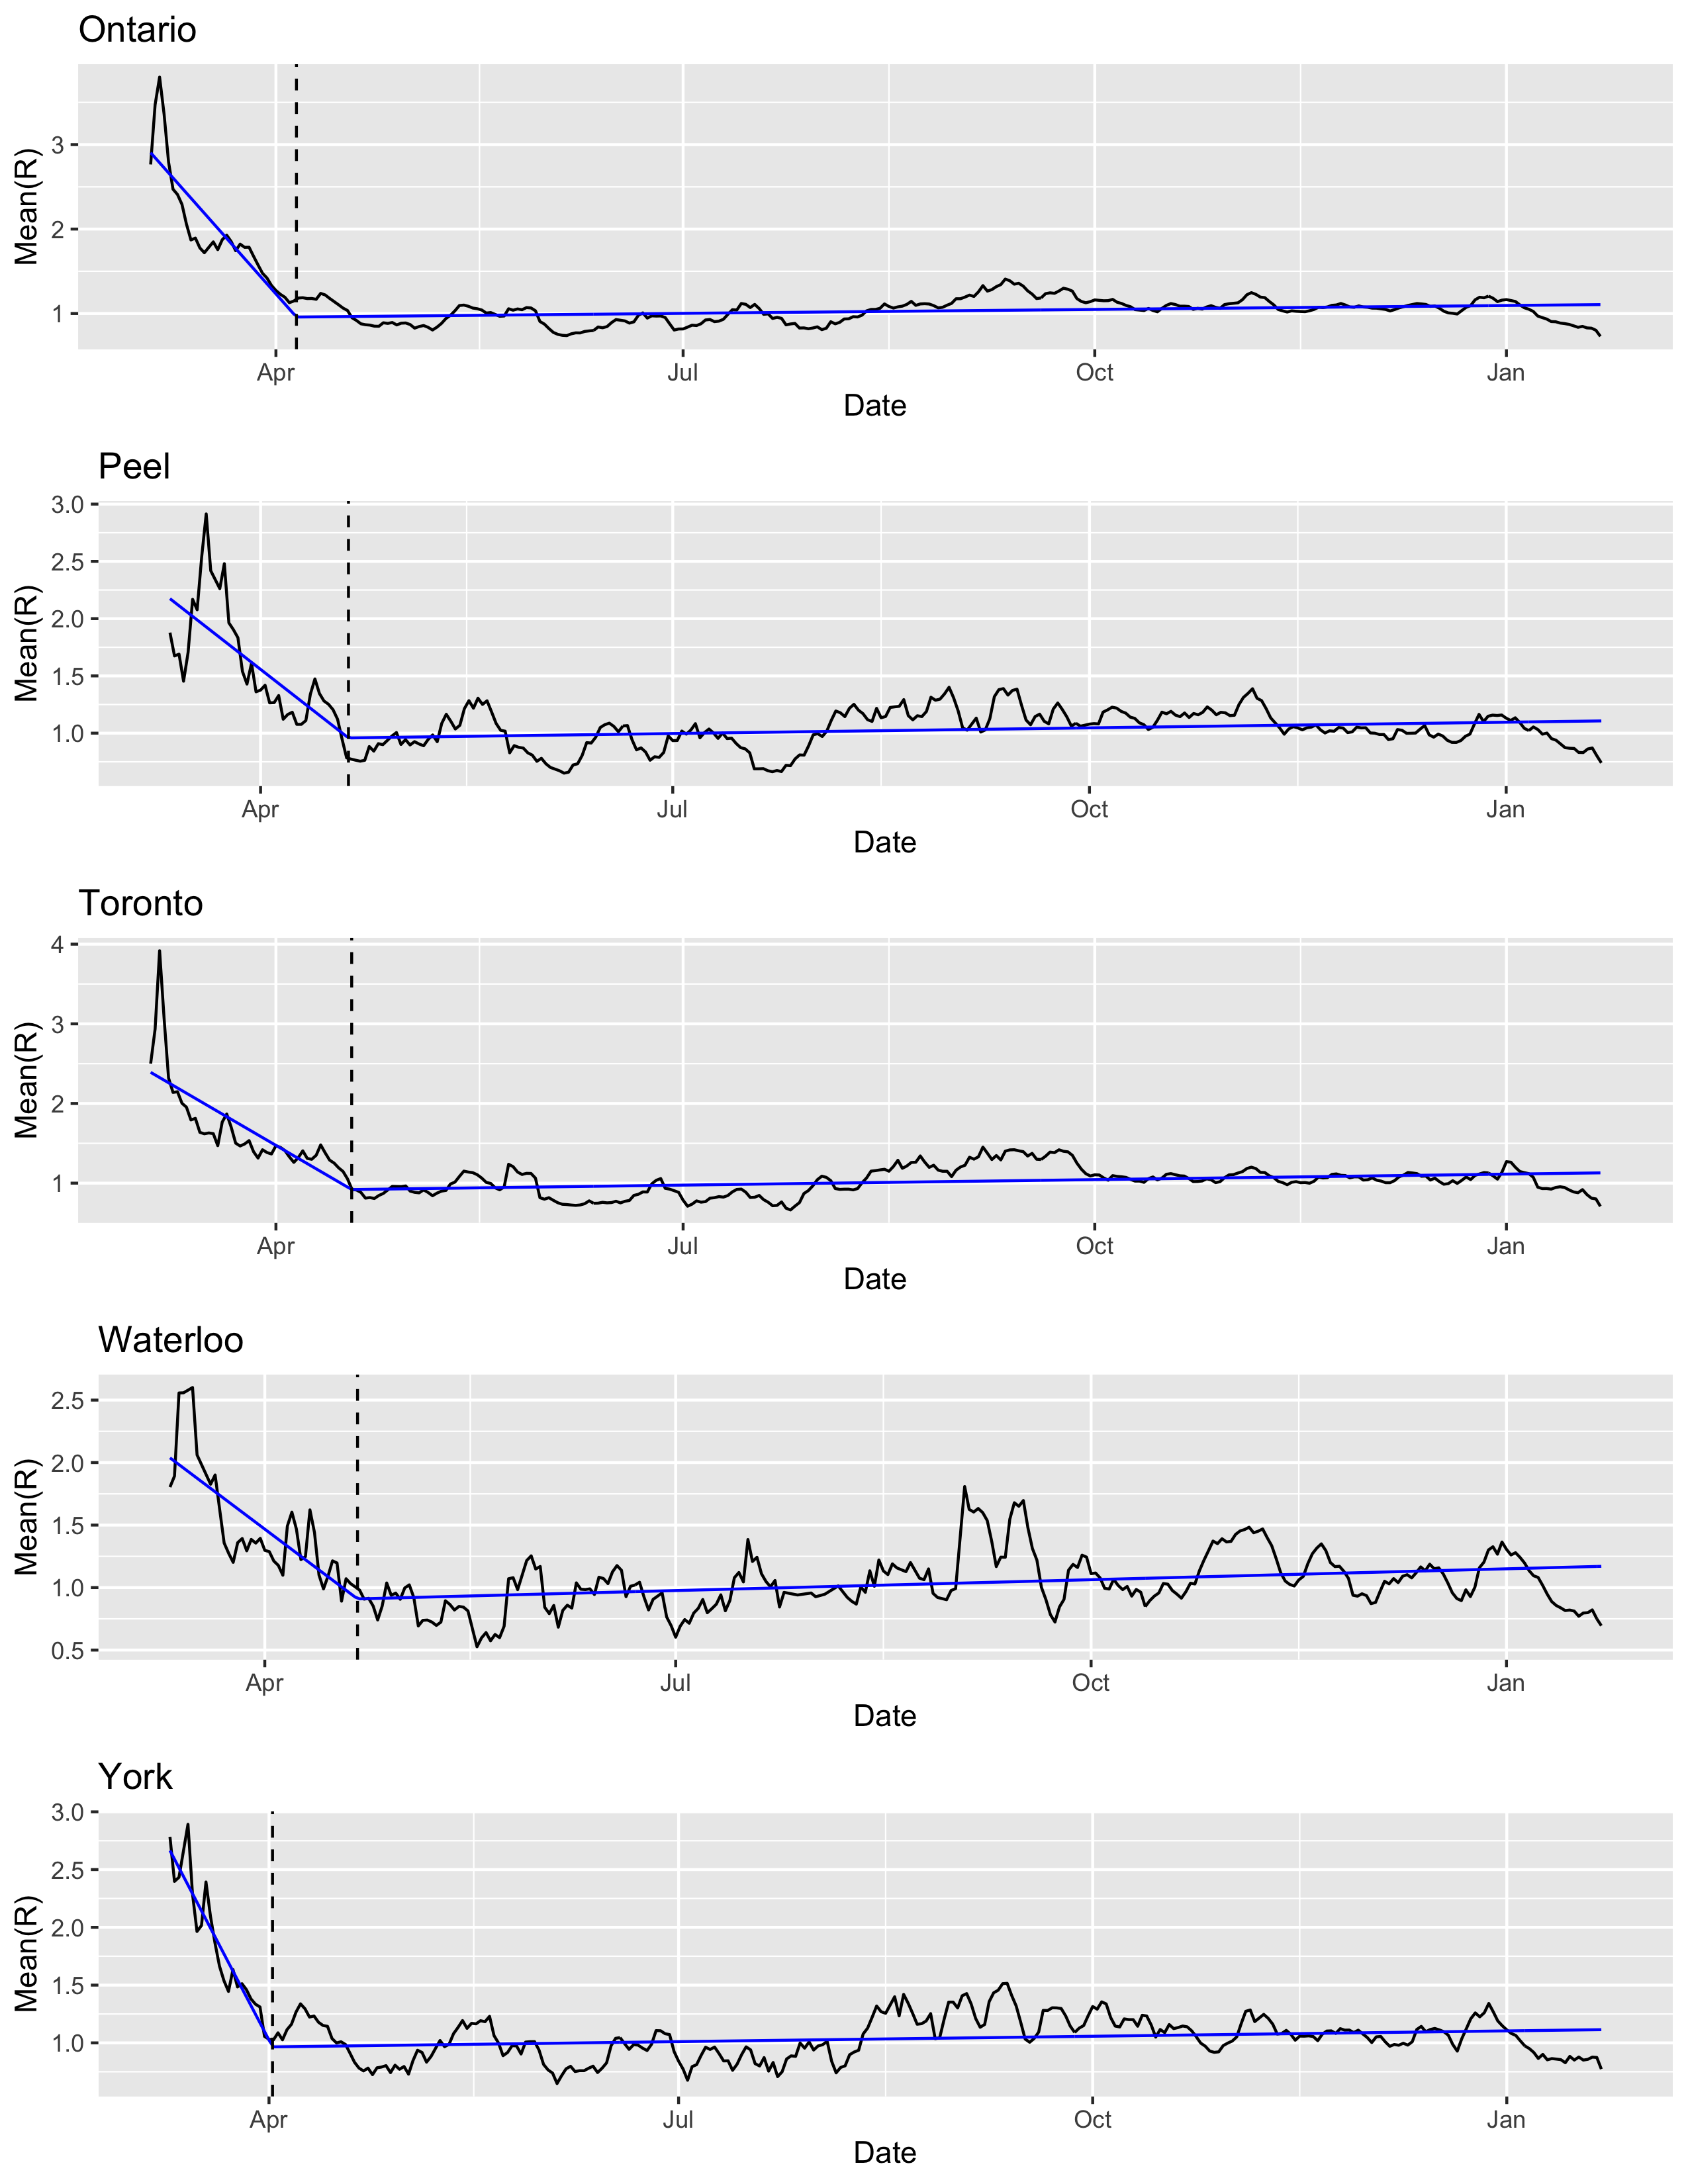 Ontario
Mean(R)
3
2
1
Apr Jul Oct Jan
Date
Peel
Mean(R)
3.0
2.5
2.0
1.5
1.0
Apr Jul Oct Jan
Date
Toronto
Mean(R)
4
3
2
1
Apr Jul Oct Jan
Date
Waterloo
Mean(R)
2.5
2.0
1.5
1.0
0.5
Apr Jul Oct Jan
Date
York
Mean(R)
3.0
2.5
2.0
1.5
1.0
Apr Jul Oct Jan
Date